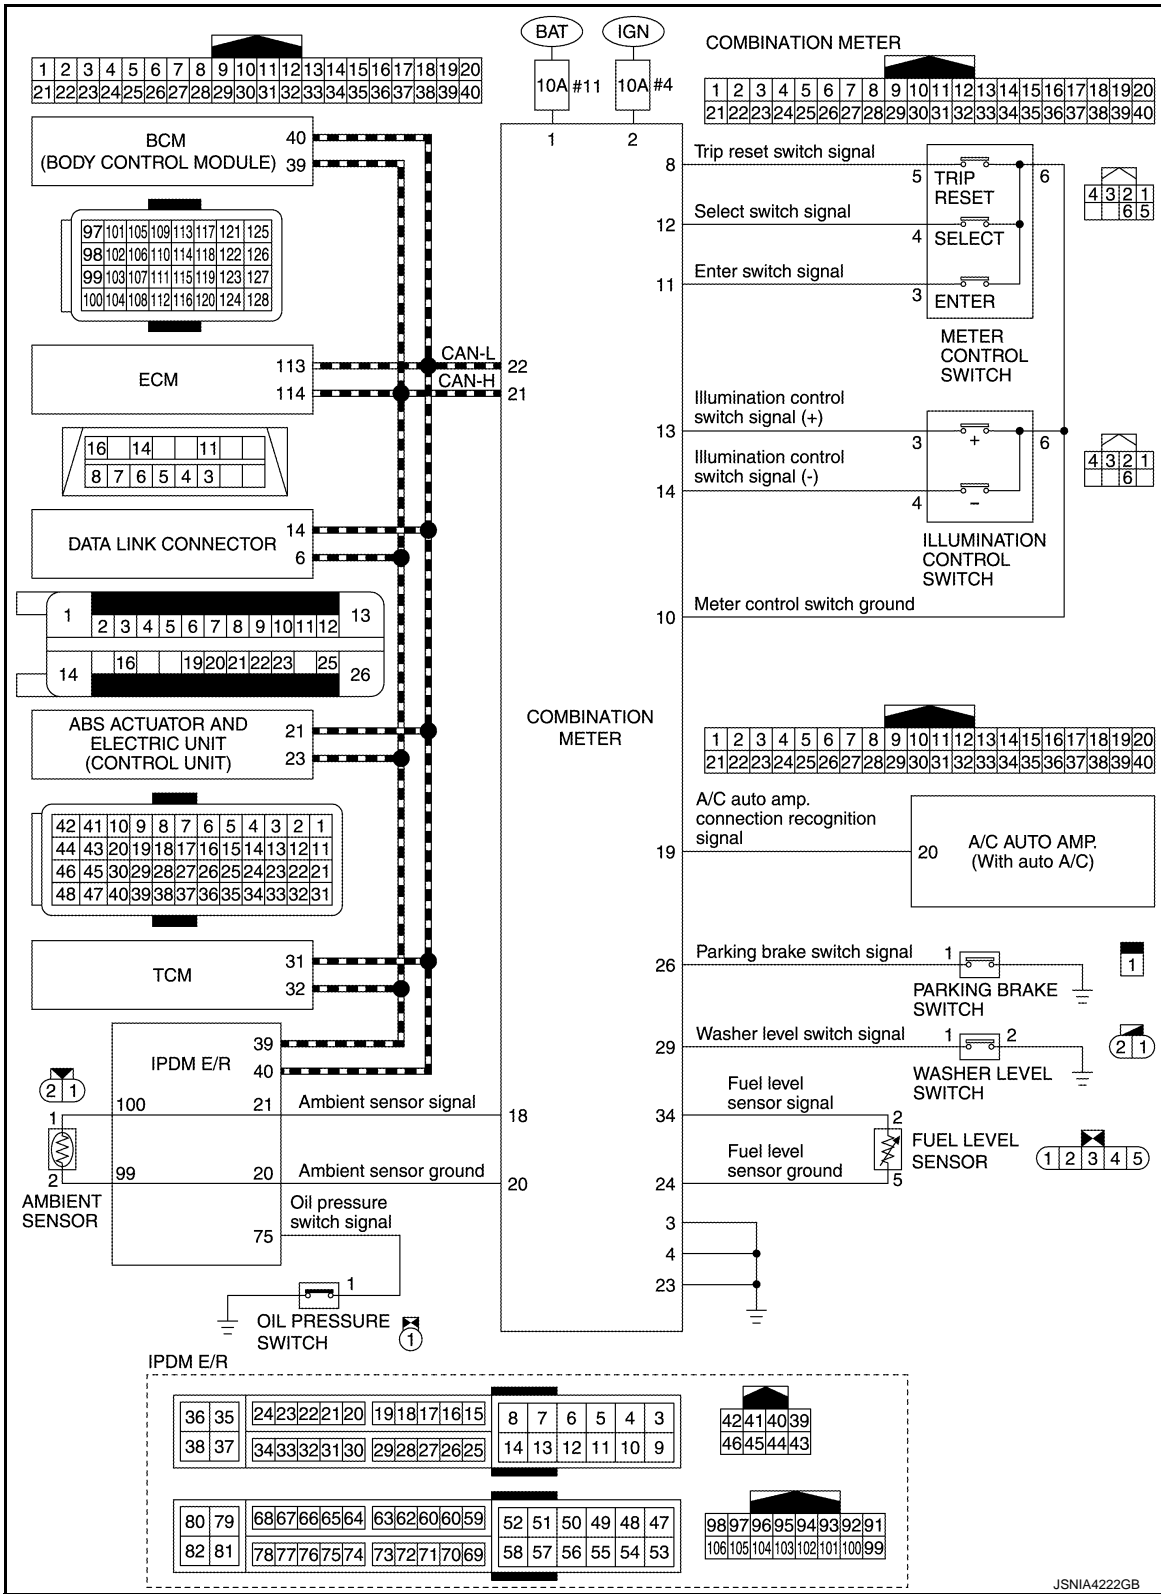 BAT
IGN
10A #11
10A #4
1
2
COMBINATION METER
1 2 3 4 5 6 7 8 9 10 11 12 13 14 15 16 17 18 19 20
21 22 23 24 25 26 27 28 29 30 31 32 33 34 35 36 37 38 39 40
BCM
(BODY CONTROL MODULE)
40
39
97 101 105 109 113 117 121 125
98 102 106 110 114 118 122 126
99 103 107 111 115 119 123 127
100 104 108 112 116 120 124 128
ECM
113
114
CAN-L
22
CAN-H
21
16 14 11
8 7 6 5 4 3
DATA LINK CONNECTOR
14
6
1 13
2 3 4 5 6 7 8 9 10 11 12
16 19 20 21 22 23 25
14 26
ABS ACTUATOR AND
ELECTRIC UNIT
(CONTROL UNIT)
21
23
42 41 10 9 8 7 6 5 4 3 2 1
44 43 20 19 18 17 16 15 14 13 12 11
46 45 30 29 28 27 26 25 24 23 22 21
48 47 40 39 38 37 36 35 34 33 32 31
TCM
31
32
IPDM E/R
39
40
2 1
1
100
21
Ambient sensor signal
18
2
99
20
Ambient sensor ground
20
AMBIENT
SENSOR
Oil pressure
switch signal
75
1
OIL PRESSURE
SWITCH
1
COMBINATION
METER
1 2 3 4 5 6 7 8 9 10 11 12 13 14 15 16 17 18 19 20
21 22 23 24 25 26 27 28 29 30 31 32 33 34 35 36 37 38 39 40
8
Trip reset switch signal
5
TRIP
RESET
6
12
Select switch signal
4
SELECT
11
Enter switch signal
3
ENTER
METER
CONTROL
SWITCH
4 3 2 1
6 5
Illumination control
switch signal (+)
13
3
+
6
Illumination control
switch signal (-)
14
4
−
ILLUMINATION
CONTROL
SWITCH
4 3 2 1
6
10
Meter control switch ground
1 2 3 4 5 6 7 8 9 10 11 12 13 14 15 16 17 18 19 20
21 22 23 24 25 26 27 28 29 30 31 32 33 34 35 36 37 38 39 40
A/C auto amp.
connection recognition
signal
19
20
A/C AUTO AMP.
(With auto A/C)
26
Parking brake switch signal
1
PARKING BRAKE
SWITCH
1
29
Washer level switch signal
1
2
WASHER LEVEL
SWITCH
2 1
Fuel level
sensor signal
34
2
FUEL LEVEL
SENSOR
1 2 3 4 5
Fuel level
sensor ground
24
5
3
4
23
IPDM E/R
36 35
38 37
24 23 22 21 20 19 18 17 16 15
34 33 32 31 30 29 28 27 26 25
8 7 6 5 4 3
14 13 12 11 10 9
42 41 40 39
46 45 44 43
80 79
82 81
68 67 66 65 64 63 62 60 60 59
78 77 76 75 74 73 72 71 70 69
52 51 50 49 48 47
58 57 56 55 54 53
98 97 96 95 94 93 92 91
106 105 104 103 102 101 100 99
JSNIA4222GB